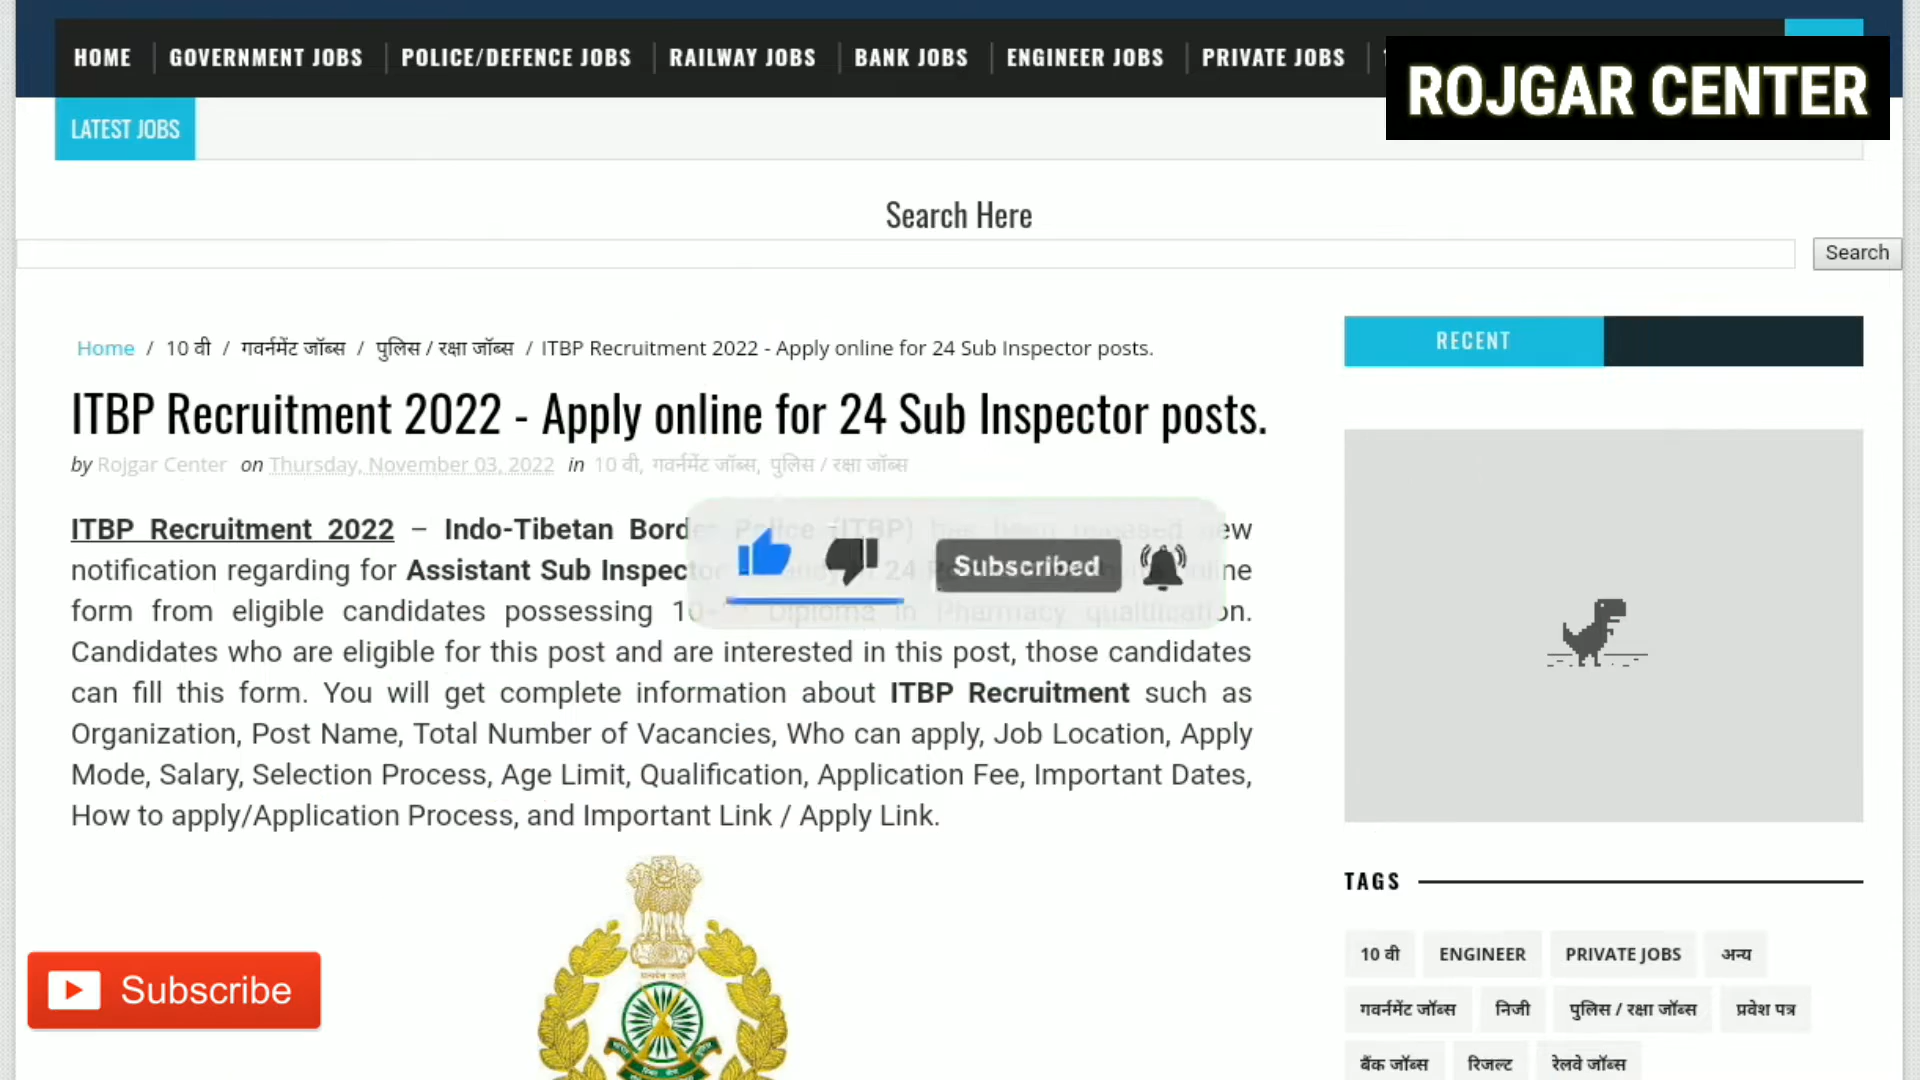 HOME GOVERNMENT JOBS POLICE/DEFENCE JOBS RAILWAY JOBS BANK JOBS ENGINEER JOBS PRIVATE JOBS
ROJGAR CENTER
LATEST JOBS
Search Here
Search
Home / 10 वी / गवर्नमेंट जॉब्स / पुलिस / रक्षा जॉब्स / ITBP Recruitment 2022 - Apply online for 24 Sub Inspector posts.
RECENT
ITBP Recruitment 2022 - Apply online for 24 Sub Inspector posts.
by Rojgar Center on Thursday, November 03, 2022 in 10 वी, गवर्नमेंट जॉब्स, पुलिस / रक्षा जॉब्स
ITBP Recruitment 2022 – Indo-Tibetan Border Police (ITBP) has been released new
notification regarding for Assistant Sub Inspector in 24
form from eligible candidates possessing Diploma in Pharmacy qualification.
Subscribed
Candidates who are eligible for this post and are interested in this post, those candidates
can fill this form. You will get complete information about ITBP Recruitment such as
Organization, Post Name, Total Number of Vacancies, Who can apply, Job Location, Apply
Mode, Salary, Selection Process, Age Limit, Qualification, Application Fee, Important Dates,
How to apply/Application Process, and Important Link / Apply Link.
Subscribe
TAGS
10 वी ENGINEER PRIVATE JOBS अन्य
गवर्नमेंट जॉब्स निजी पुलिस / रक्षा जॉब्स प्रवेश पत्र
बैंक जॉब्स रिजल्ट रेलवे जॉब्स